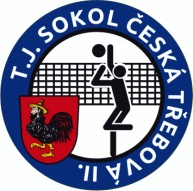 T.J. SOKOL ČESKÁ TŘEBOVÁ II.